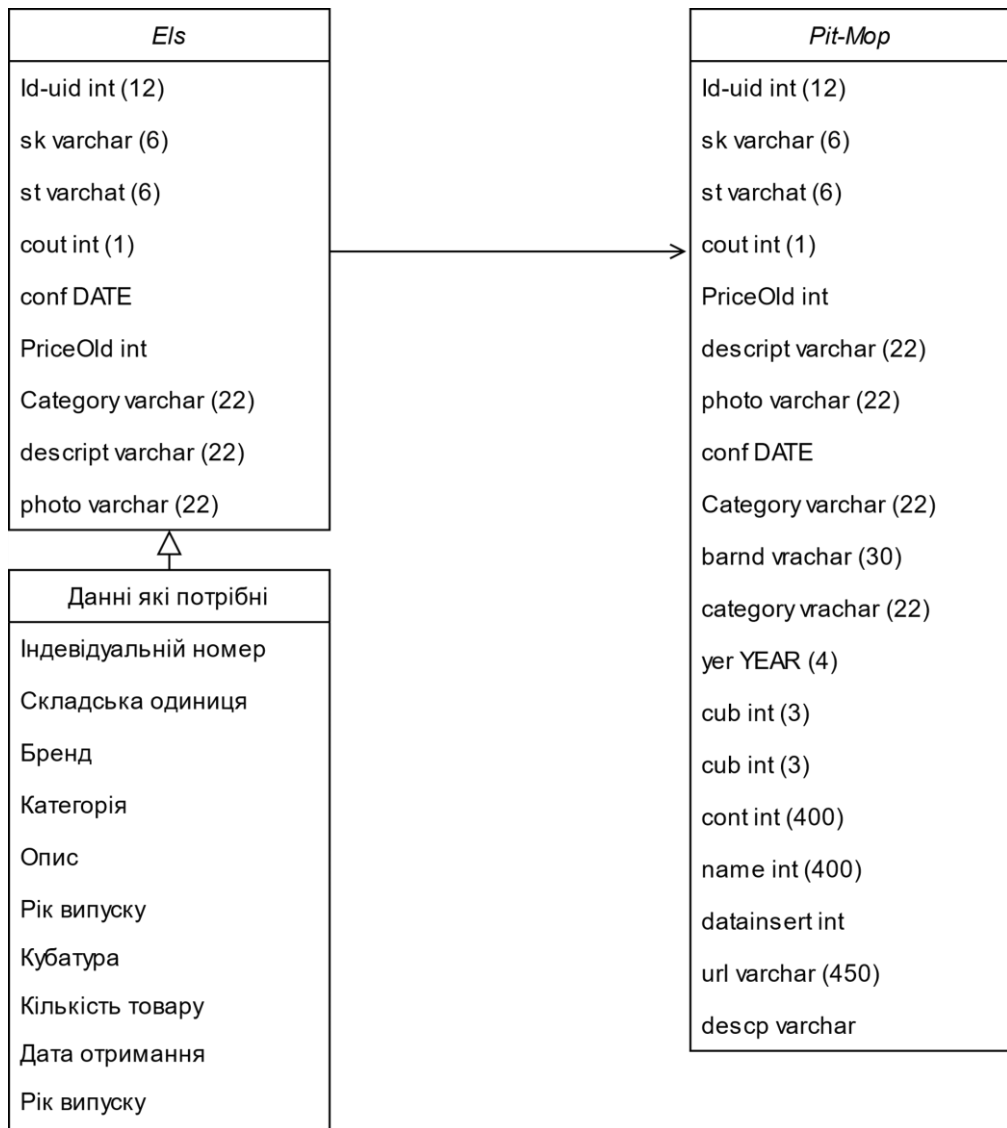 Els
Id-uid int (12)
sk varchar (6)
st varchat (6)
cout int (1)
conf DATE
PriceOld int
Category varchar (22)
descript varchar (22)
photo varchar (22)
Данні які потрібні
Індевідуальній номер
Складська одиниця
Бренд
Категорія
Опис
Рік випуску
Кубатура
Кількість товару
Дата отримання
Рік випуску
Pit-Mop
Id-uid int (12)
sk varchar (6)
st varchat (6)
cout int (1)
PriceOld int
descript varchar (22)
photo varchar (22)
conf DATE
Category varchar (22)
barnd vrachar (30)
category vrachar (22)
yer YEAR (4)
cub int (3)
cub int (3)
cont int (400)
name int (400)
datainsert int
url varchar (450)
descp varchar